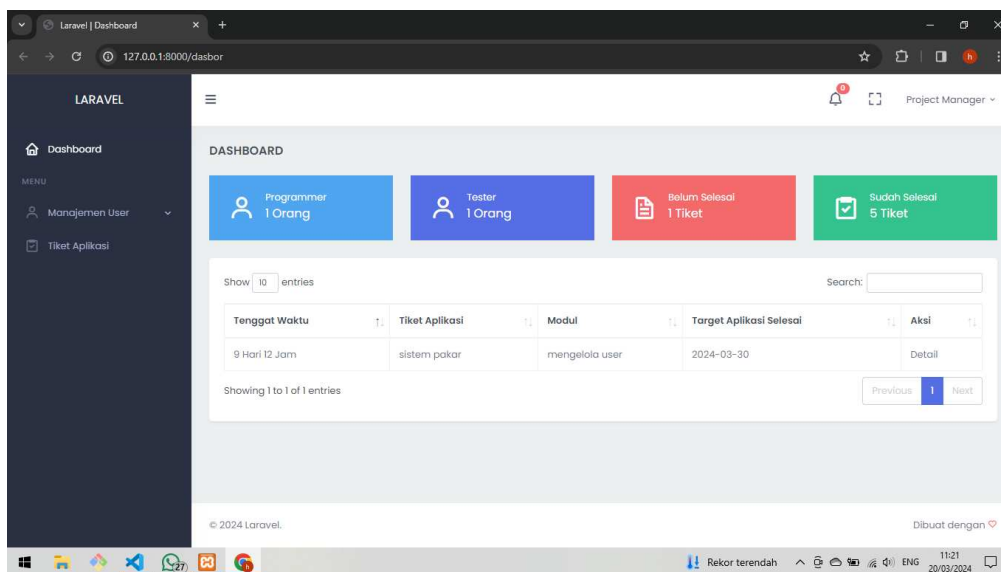 Laravel | Dashboard
127.0.0.1:8000/dasbor
h
LARAVEL
0
Project Manager
Dashboard
MENU
Manajemen User
Tiket Aplikasi
DASHBOARD
Programmer
1 Orang
Tester
1 Orang
Belum Selesai
1 Tiket
Sudah Selesai
5 Tiket
Show 10 entries
Search:
Tenggat Waktu Tiket Aplikasi Modul Target Aplikasi Selesai Aksi
9 Hari 12 Jam sistem pakar mengelola user 2024-03-30 Detail
Showing 1 to 1 of 1 entries
Previous 1 Next
© 2024 Laravel.
Dibuat dengan
27
h
Rekor terendah
ENG
11:21
20/03/2024